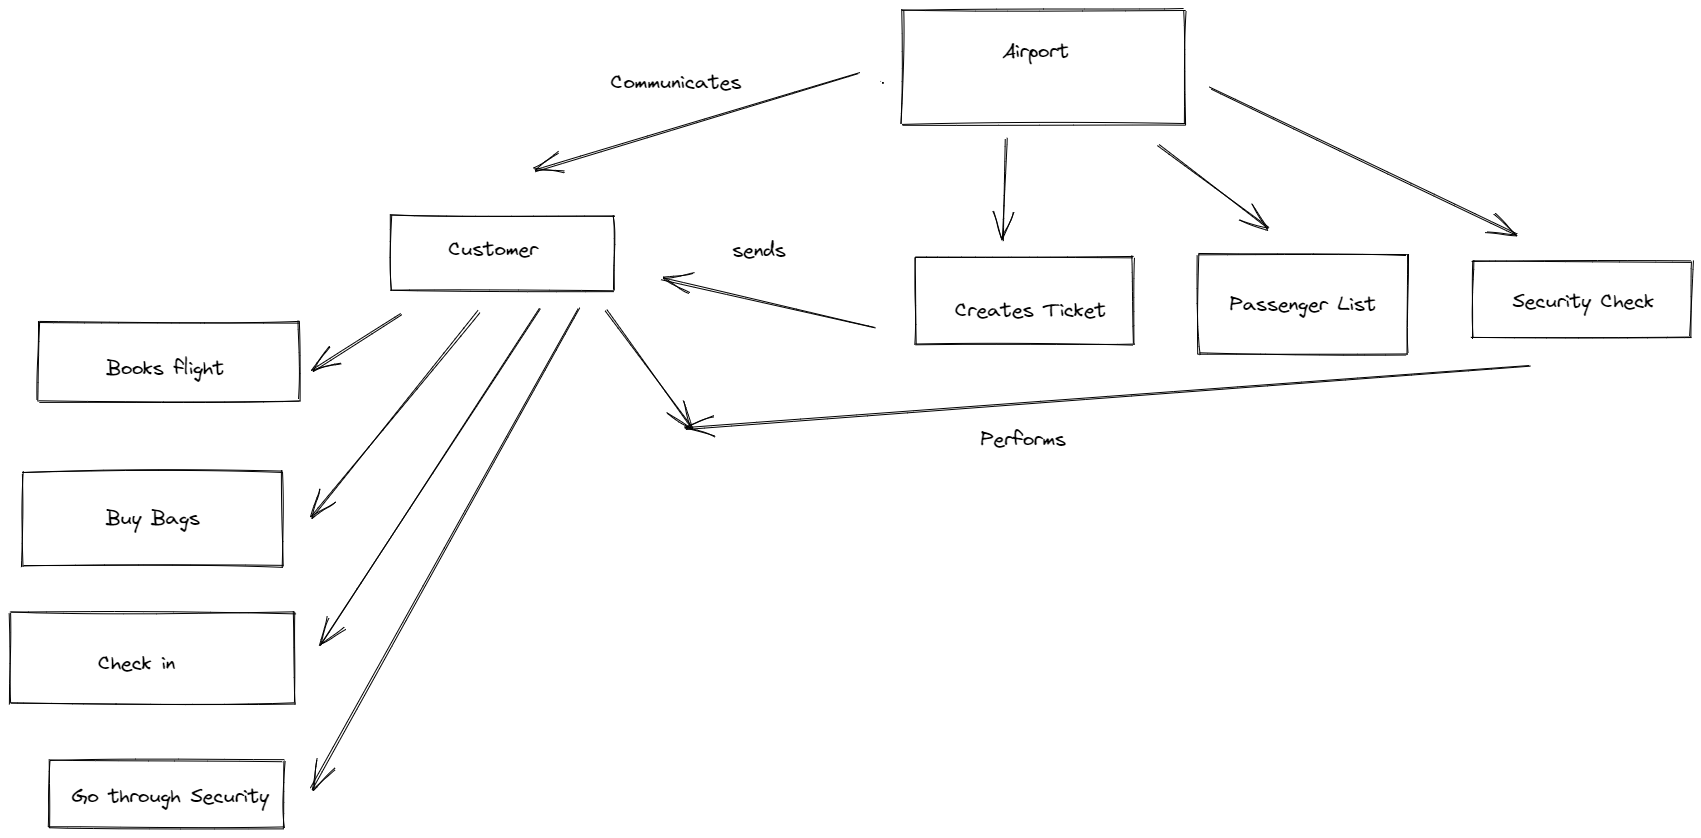 Airport
Communicates
Customer
sends
Creates Ticket
Passenger List
Security Check
Books flight
Performs
Buy Bags
Check in
Go through Security